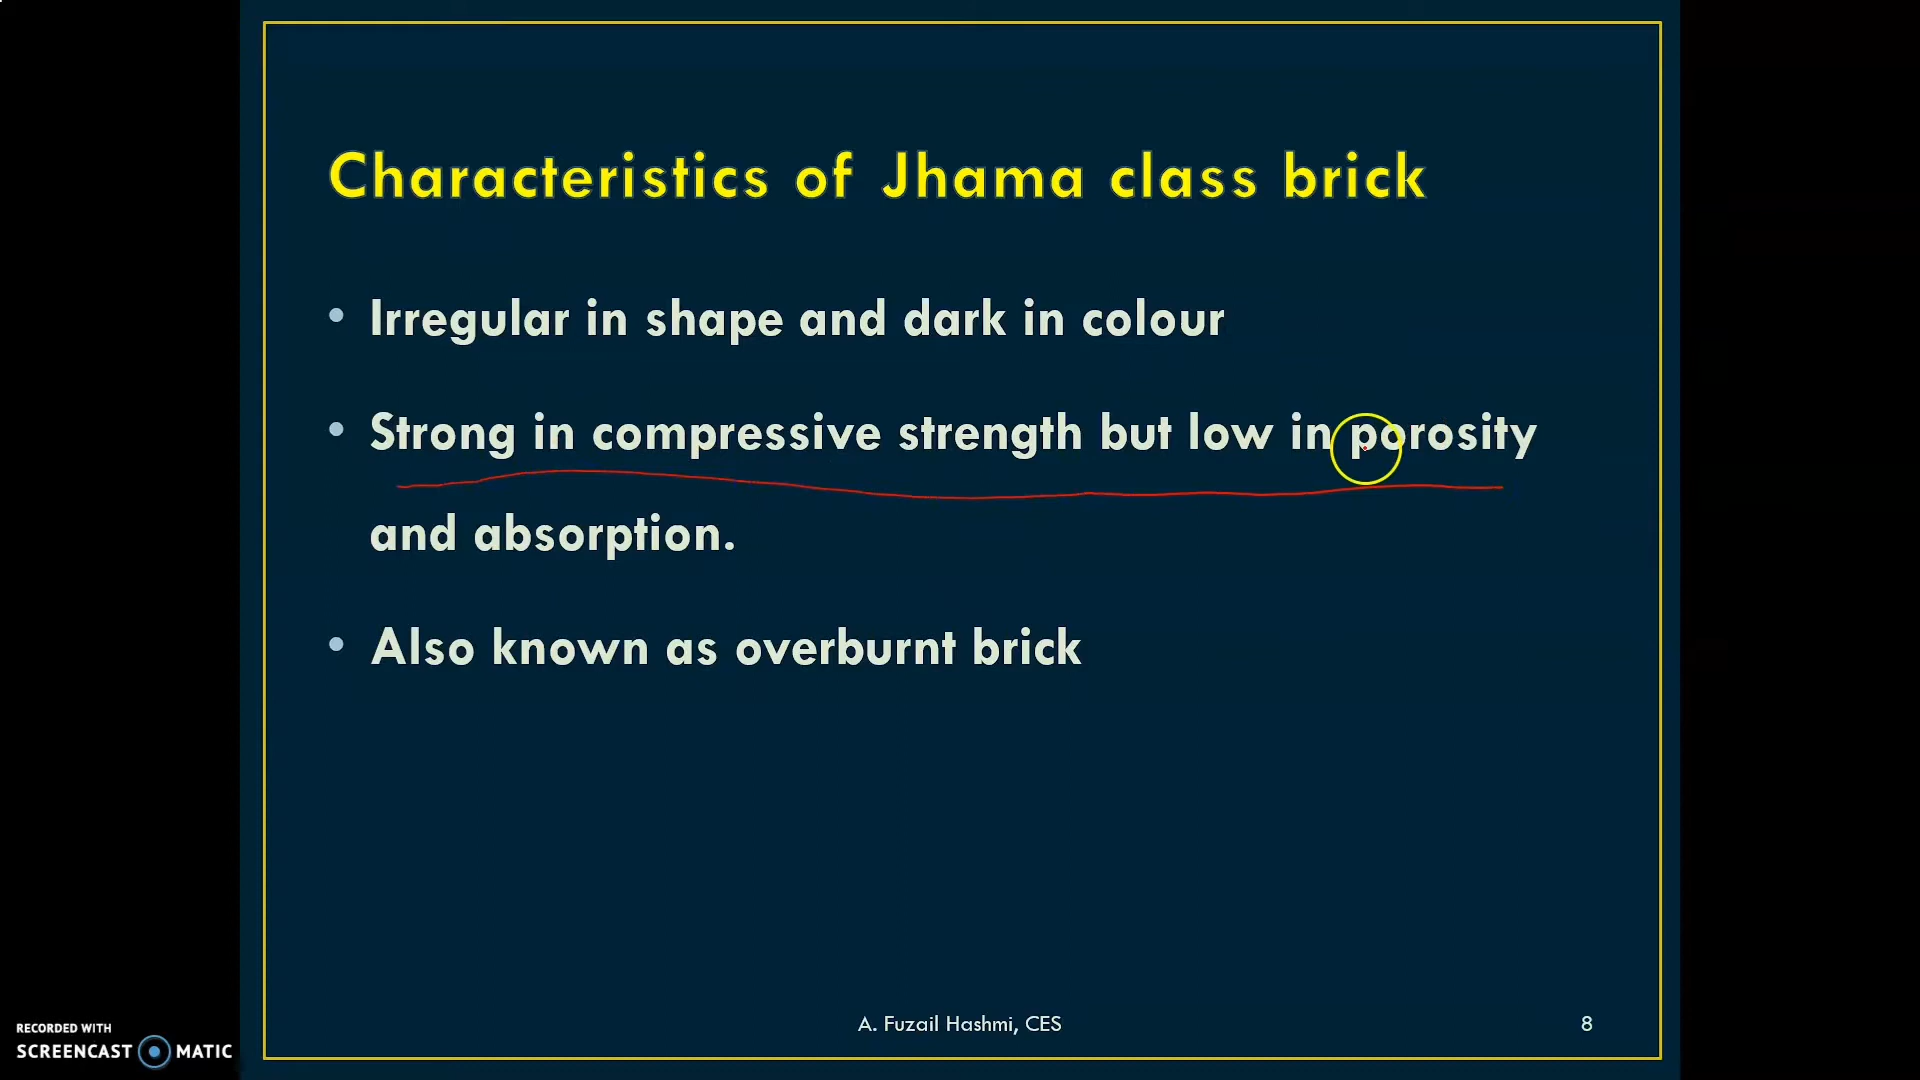 Characteristics of Jhama class brick
• Irregular in shape and dark in colour
• Strong in compressive strength but low in porosity
and absorption.
• Also known as overburnt brick
A. Fuzail Hashmi, CES
8
RECORDED WITH
SCREENCAST MATIC